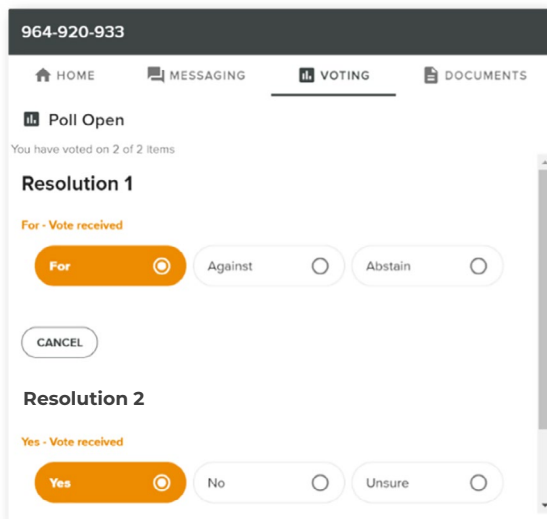 964-920-933
HOME MESSAGING VOTING DOCUMENTS
Poll Open
You have voted on 2 of 2 items
Resolution 1
For - Vote received
For Against Abstain
CANCEL
Resolution 2
Yes - Vote received
Yes No Unsure